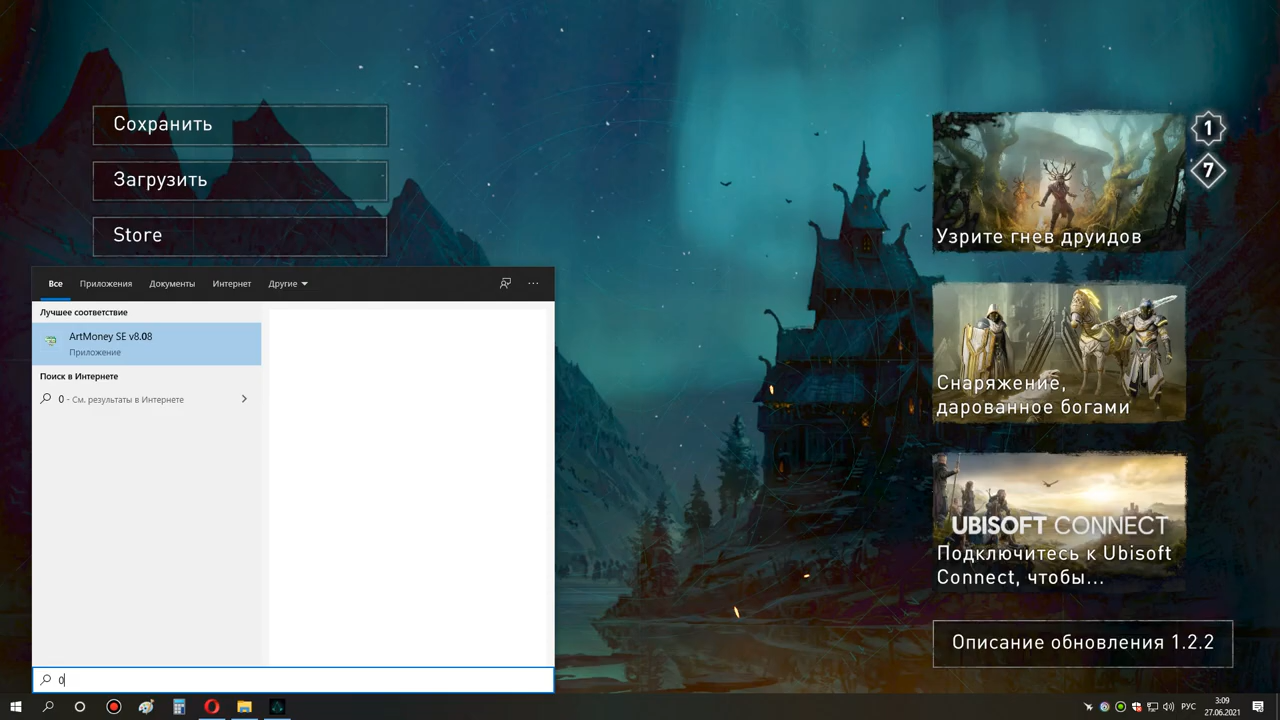 Сохранить
Загрузить
Store
Все Приложения Документы Интернет Другие
Лучшее соответствие
ArtMoney SE v8.08
Приложение
Поиск в Интернете
0 - См. результаты в Интернете
0
1
7
Узрите гнев друидов
Снаряжение,
дарованное богами
UBISOFT CONNECT
Подключитесь к Ubisoft
Connect, чтобы...
Описание обновления 1.2.2
РУС
3:09
27.06.2021